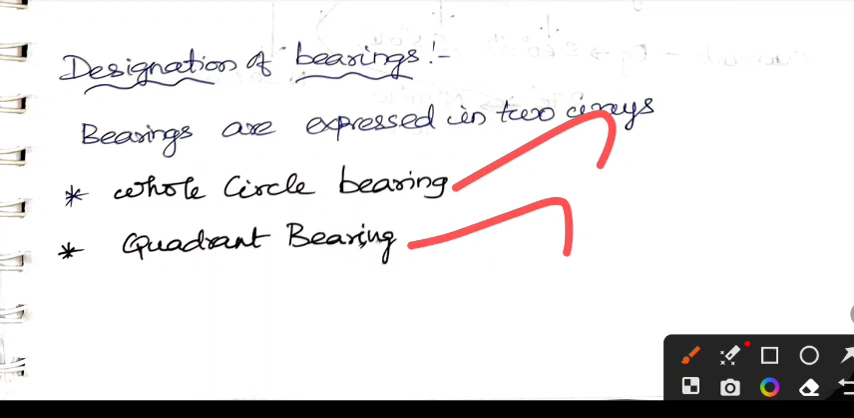 Designation of bearings :-
Bearings are expressed in two ways
* Whole Circle bearing
* Quadrant Bearing